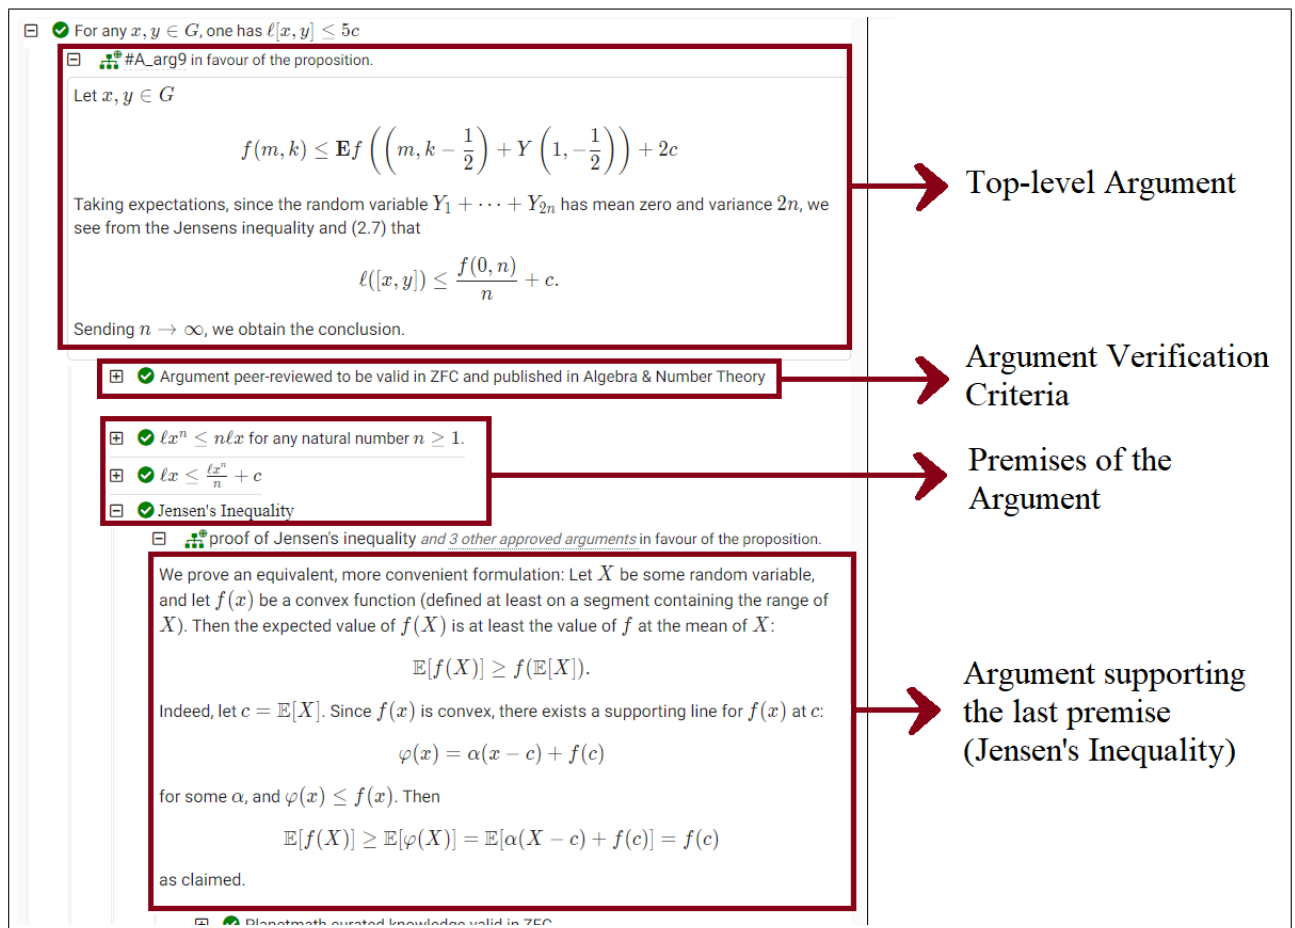 For any x, y ∈ G, one has ℓ[x, y] ≤ 5c
#A_arg9 in favour of the proposition.
Let x, y ∈ G
f(m, k) ≤ Ef((m, k − 1/2) + Y(1, −1/2)) + 2c
Taking expectations, since the random variable Y₁ + ⋯ + Y₂ₙ has mean zero and variance 2n, we
see from the Jensens inequality and (2.7) that
ℓ([x, y]) ≤ f(0, n)/n + c.
Sending n → ∞, we obtain the conclusion.
Top-level Argument
Argument peer-reviewed to be valid in ZFC and published in Algebra & Number Theory
Argument Verification
Criteria
ℓxⁿ ≤ nℓx for any natural number n ≥ 1.
ℓx ≤ ℓxⁿ/n + c
Jensen's Inequality
Premises of the
Argument
proof of Jensen's inequality and 3 other approved arguments in favour of the proposition.
We prove an equivalent, more convenient formulation: Let X be some random variable,
and let f(x) be a convex function (defined at least on a segment containing the range of
X). Then the expected value of f(X) is at least the value of f at the mean of X:
𝔼[f(X)] ≥ f(𝔼[X]).
Indeed, let c = 𝔼[X]. Since f(x) is convex, there exists a supporting line for f(x) at c:
φ(x) = α(x − c) + f(c)
for some α, and φ(x) ≤ f(x). Then
𝔼[f(X)] ≥ 𝔼[φ(X)] = 𝔼[α(X − c) + f(c)] = f(c)
as claimed.
Argument supporting
the last premise
(Jensen's Inequality)
Planetmath curated knowledge valid in ZFC